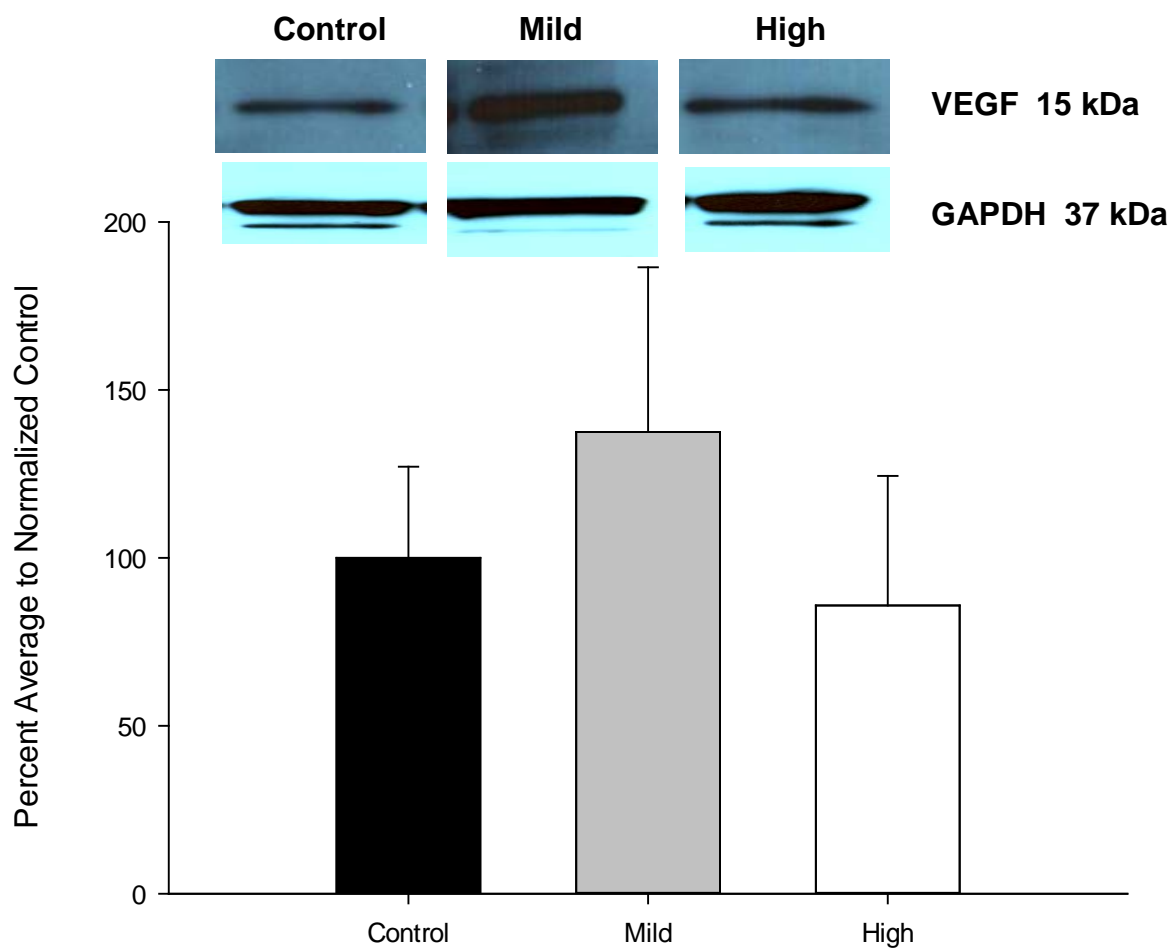 Control Mild High
VEGF 15 kDa
GAPDH 37 kDa
Percent Average to Normalized Control
200
150
100
50
0
Control Mild High